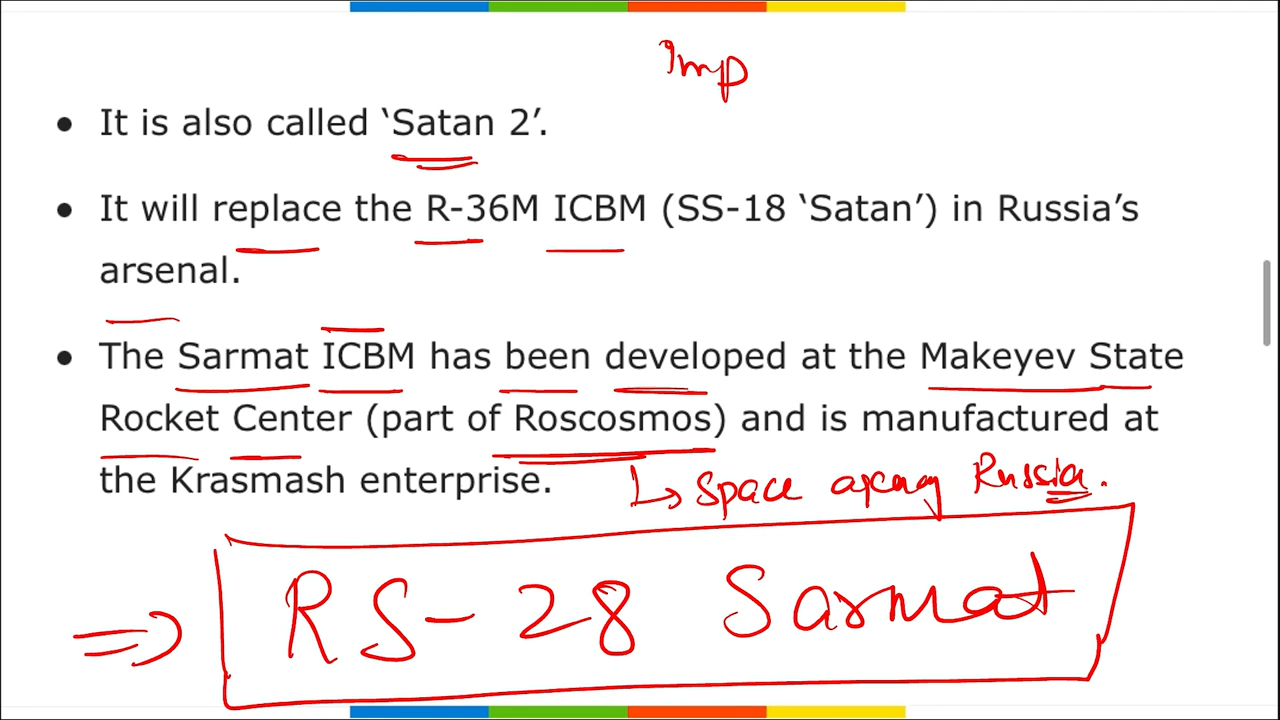 Imp
• It is also called ‘Satan 2’.
• It will replace the R-36M ICBM (SS-18 ‘Satan’) in Russia’s
arsenal.
• The Sarmat ICBM has been developed at the Makeyev State
Rocket Center (part of Roscosmos) and is manufactured at
the Krasmash enterprise.
↳ space agency Russia.
⇒ RS-28 Sarmat